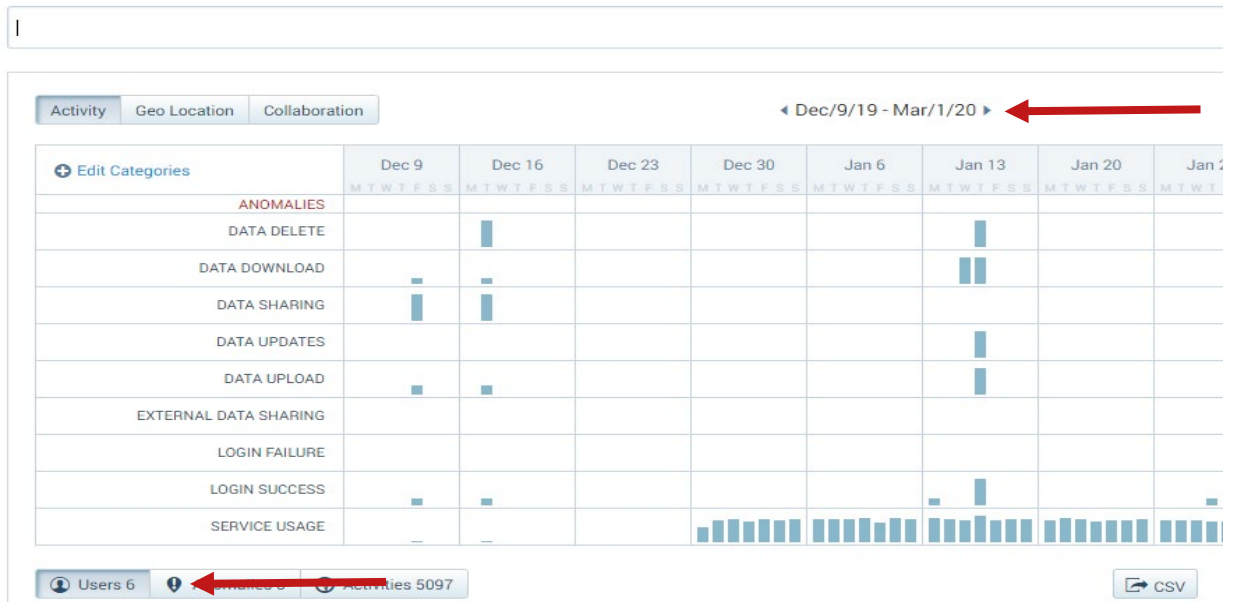 Activity Geo Location Collaboration
Dec/9/19 - Mar/1/20
Edit Categories Dec 9 Dec 16 Dec 23 Dec 30 Jan 6 Jan 13 Jan 20 Jan
M T W T F S S M T W T F S S M T W T F S S M T W T F S S M T W T F S S M T W T F S S M T W T F S S M T W T
ANOMALIES
DATA DELETE
DATA DOWNLOAD
DATA SHARING
DATA UPDATES
DATA UPLOAD
EXTERNAL DATA SHARING
LOGIN FAILURE
LOGIN SUCCESS
SERVICE USAGE
Users 6 Activities 5097 CSV